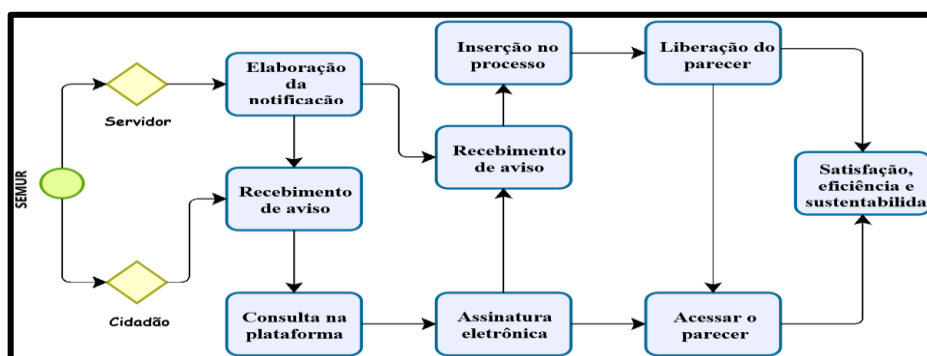 SEMUR
Servidor
Cidadão
Elaboração
da
notificação
Recebimento
de aviso
Consulta na
plataforma
Inserção no
processo
Recebimento
de aviso
Assinatura
eletrônica
Liberação do
parecer
Acessar o
parecer
Satisfação,
eficiência e
sustentabilida